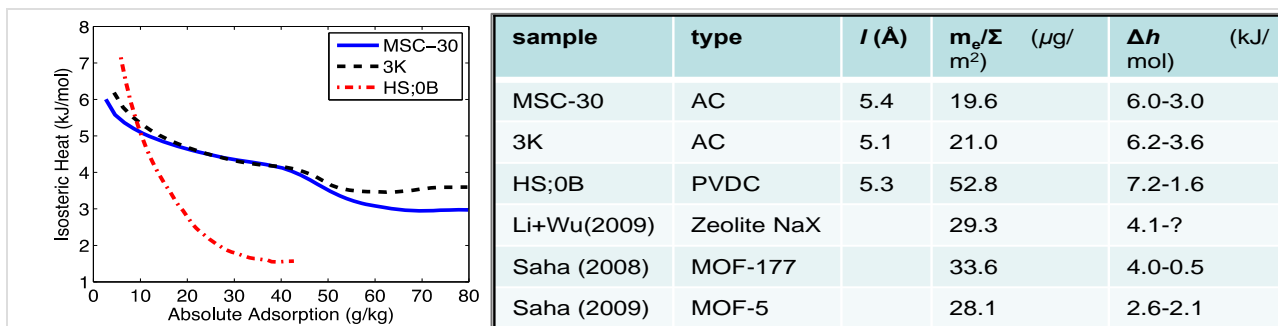 8
7
6
5
4
3
2
1
Isosteric Heat (kJ/mol)
MSC−30
3K
HS;0B
0 10 20 30 40 50 60 70 80
Absolute Adsorption (g/kg)
sample type l (Å) mₑ/Σ (µg/ Δh (kJ/
m²) mol)
MSC-30 AC 5.4 19.6 6.0-3.0
3K AC 5.1 21.0 6.2-3.6
HS;0B PVDC 5.3 52.8 7.2-1.6
Li+Wu(2009) Zeolite NaX 29.3 4.1-?
Saha (2008) MOF-177 33.6 4.0-0.5
Saha (2009) MOF-5 28.1 2.6-2.1